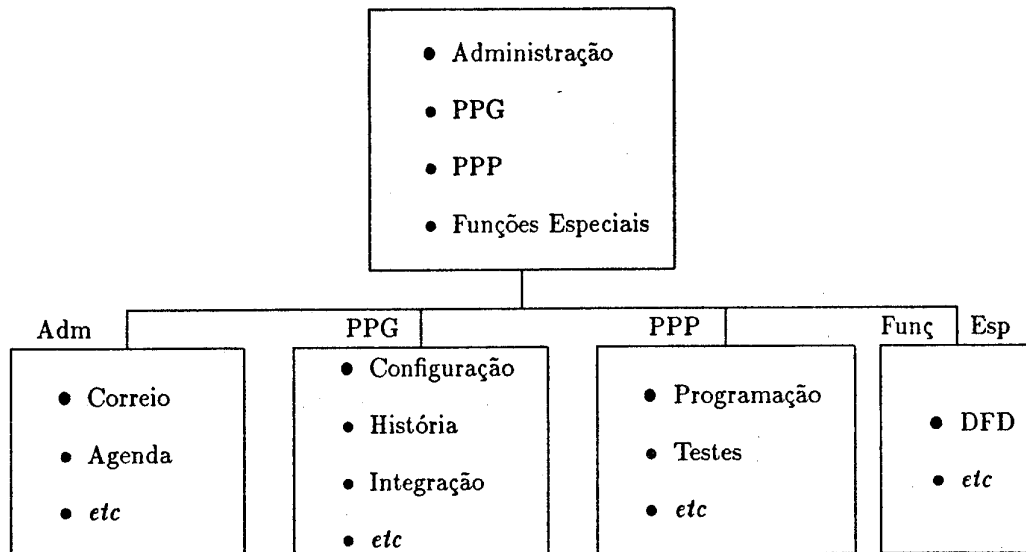 • Administração
• PPG
• PPP
• Funções Especiais
Adm
PPG
PPP
Funç Esp
• Correio
• Agenda
• etc
• Configuração
• História
• Integração
• etc
• Programação
• Testes
• etc
• DFD
• etc